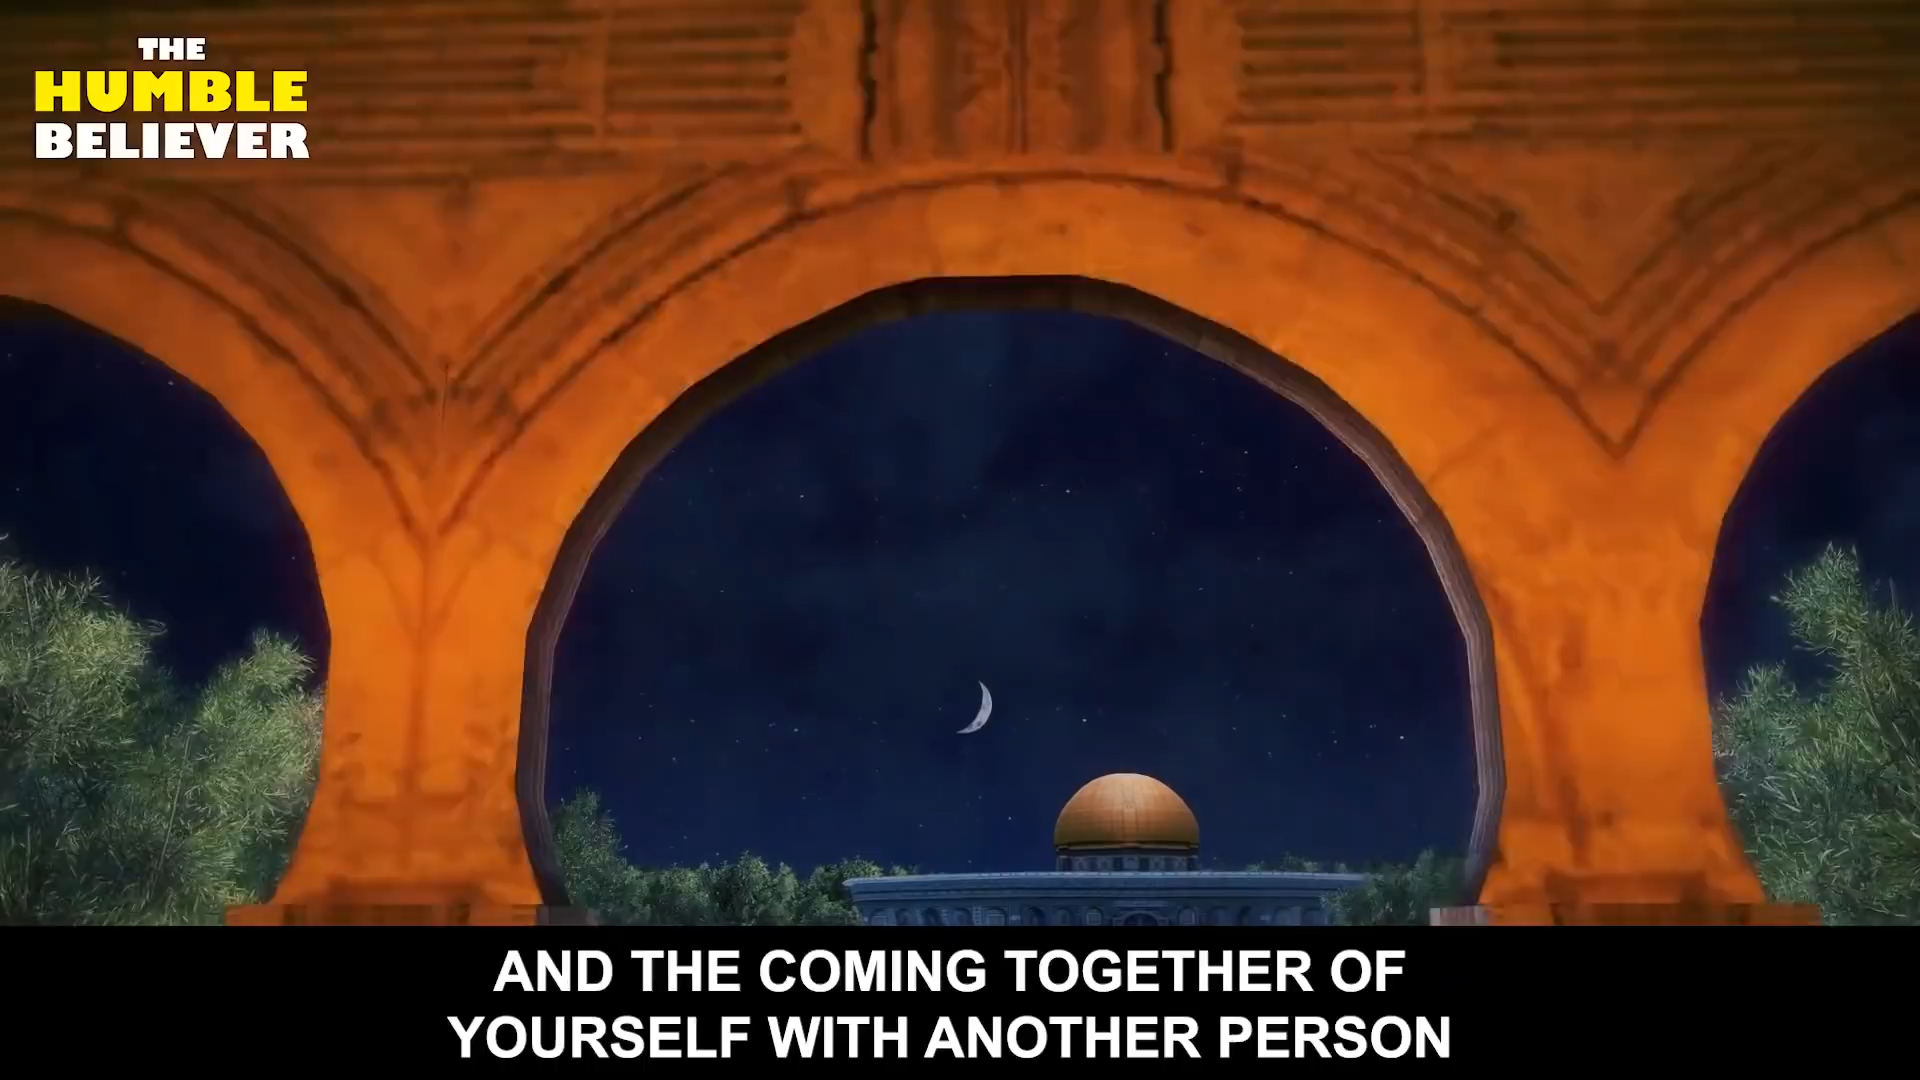 THE
HUMBLE
BELIEVER
AND THE COMING TOGETHER OF
YOURSELF WITH ANOTHER PERSON